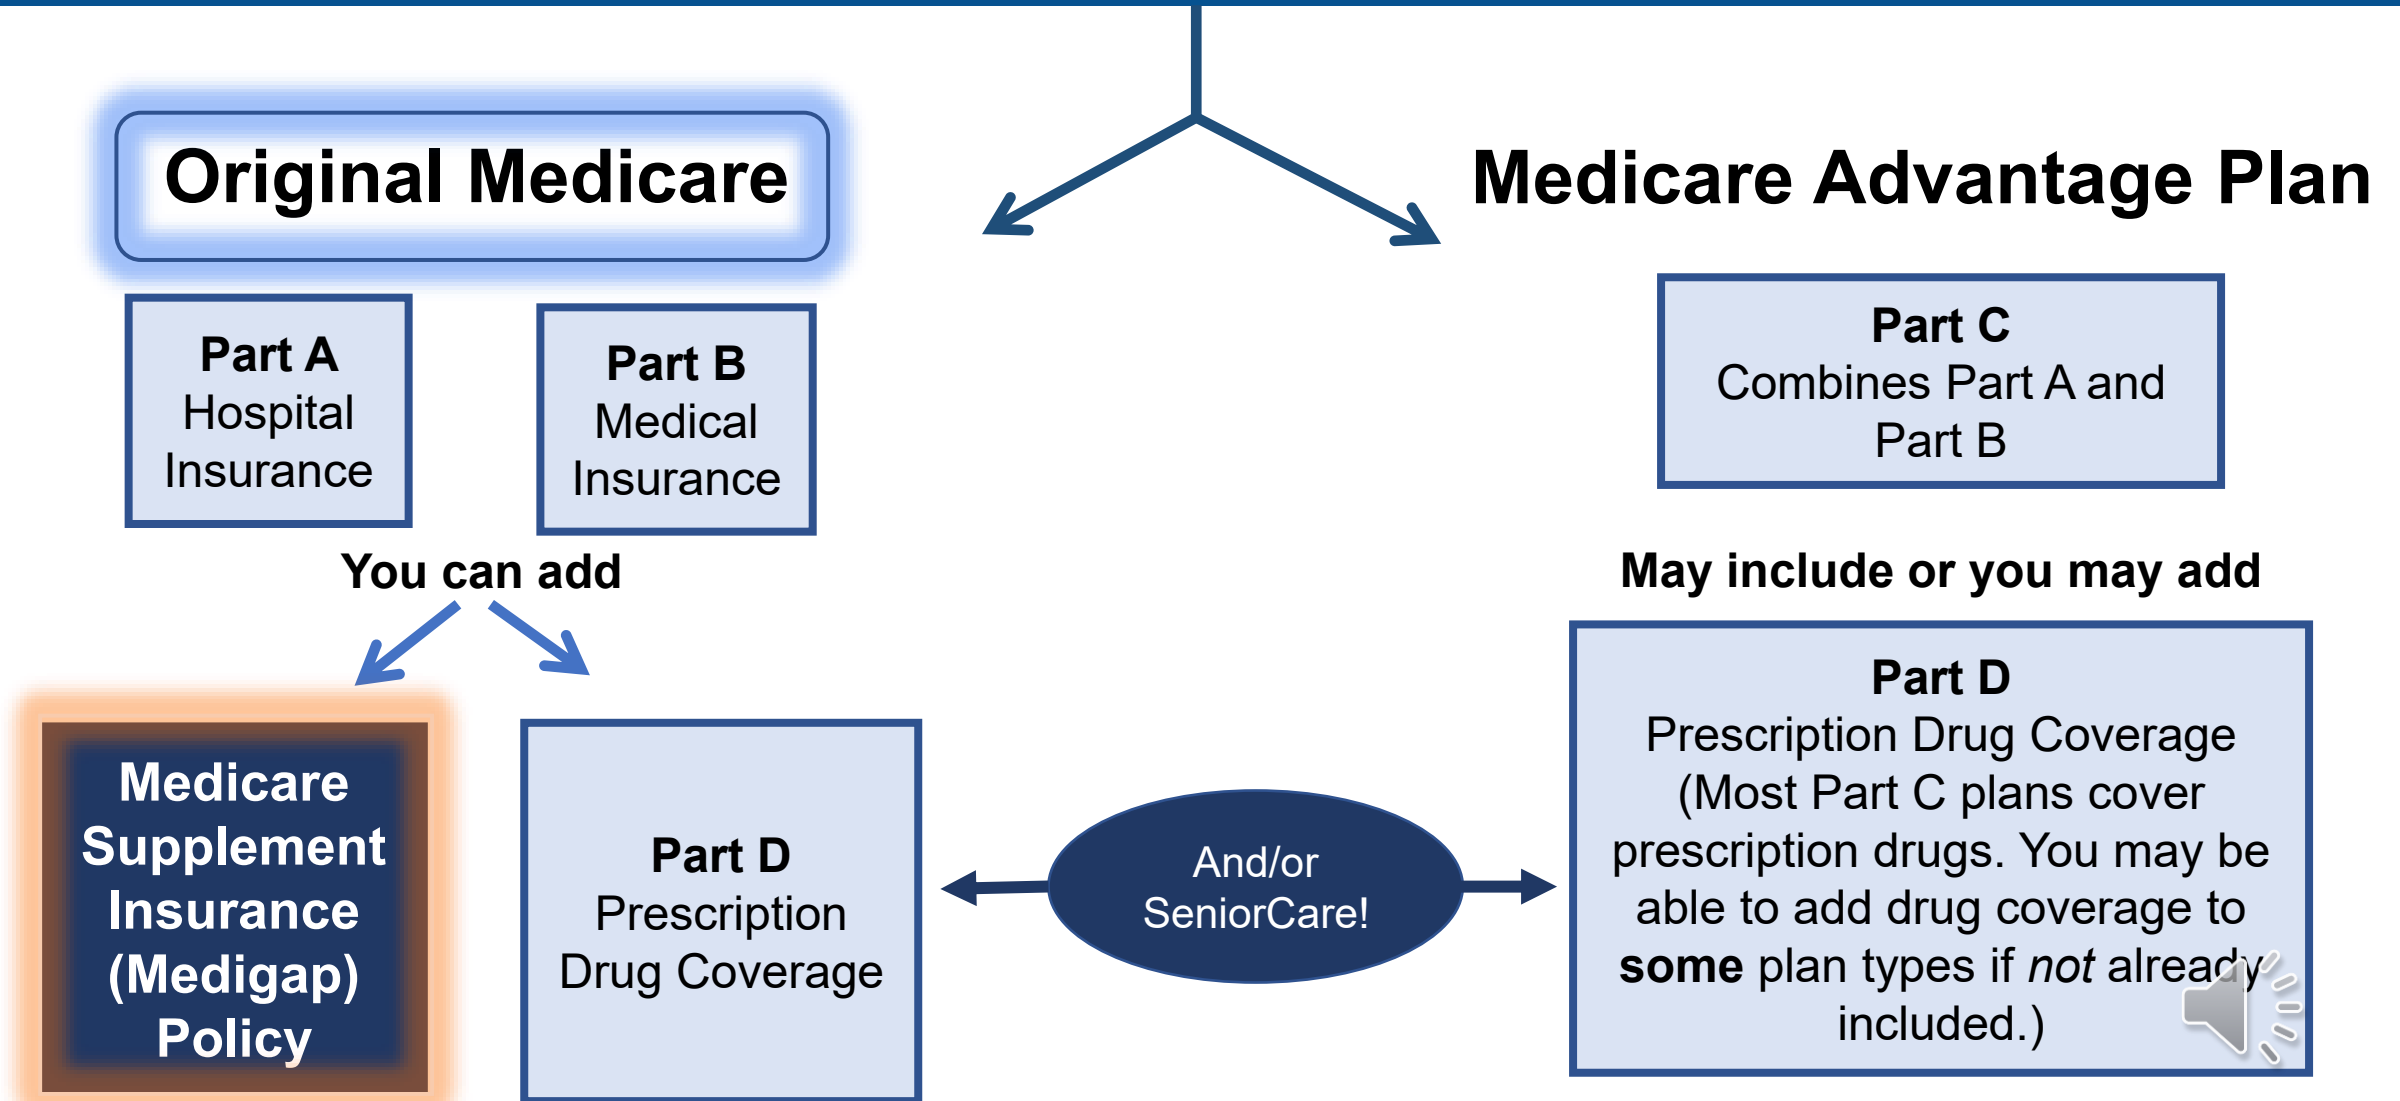 Original Medicare
Part A
Hospital
Insurance
Part B
Medical
Insurance
You can add
Medicare
Supplement
Insurance
(Medigap)
Policy
Part D
Prescription
Drug Coverage
And/or
SeniorCare!
Medicare Advantage Plan
Part C
Combines Part A and
Part B
May include or you may add
Part D
Prescription Drug Coverage
(Most Part C plans cover
prescription drugs. You may be
able to add drug coverage to
some plan types if not already
included.)